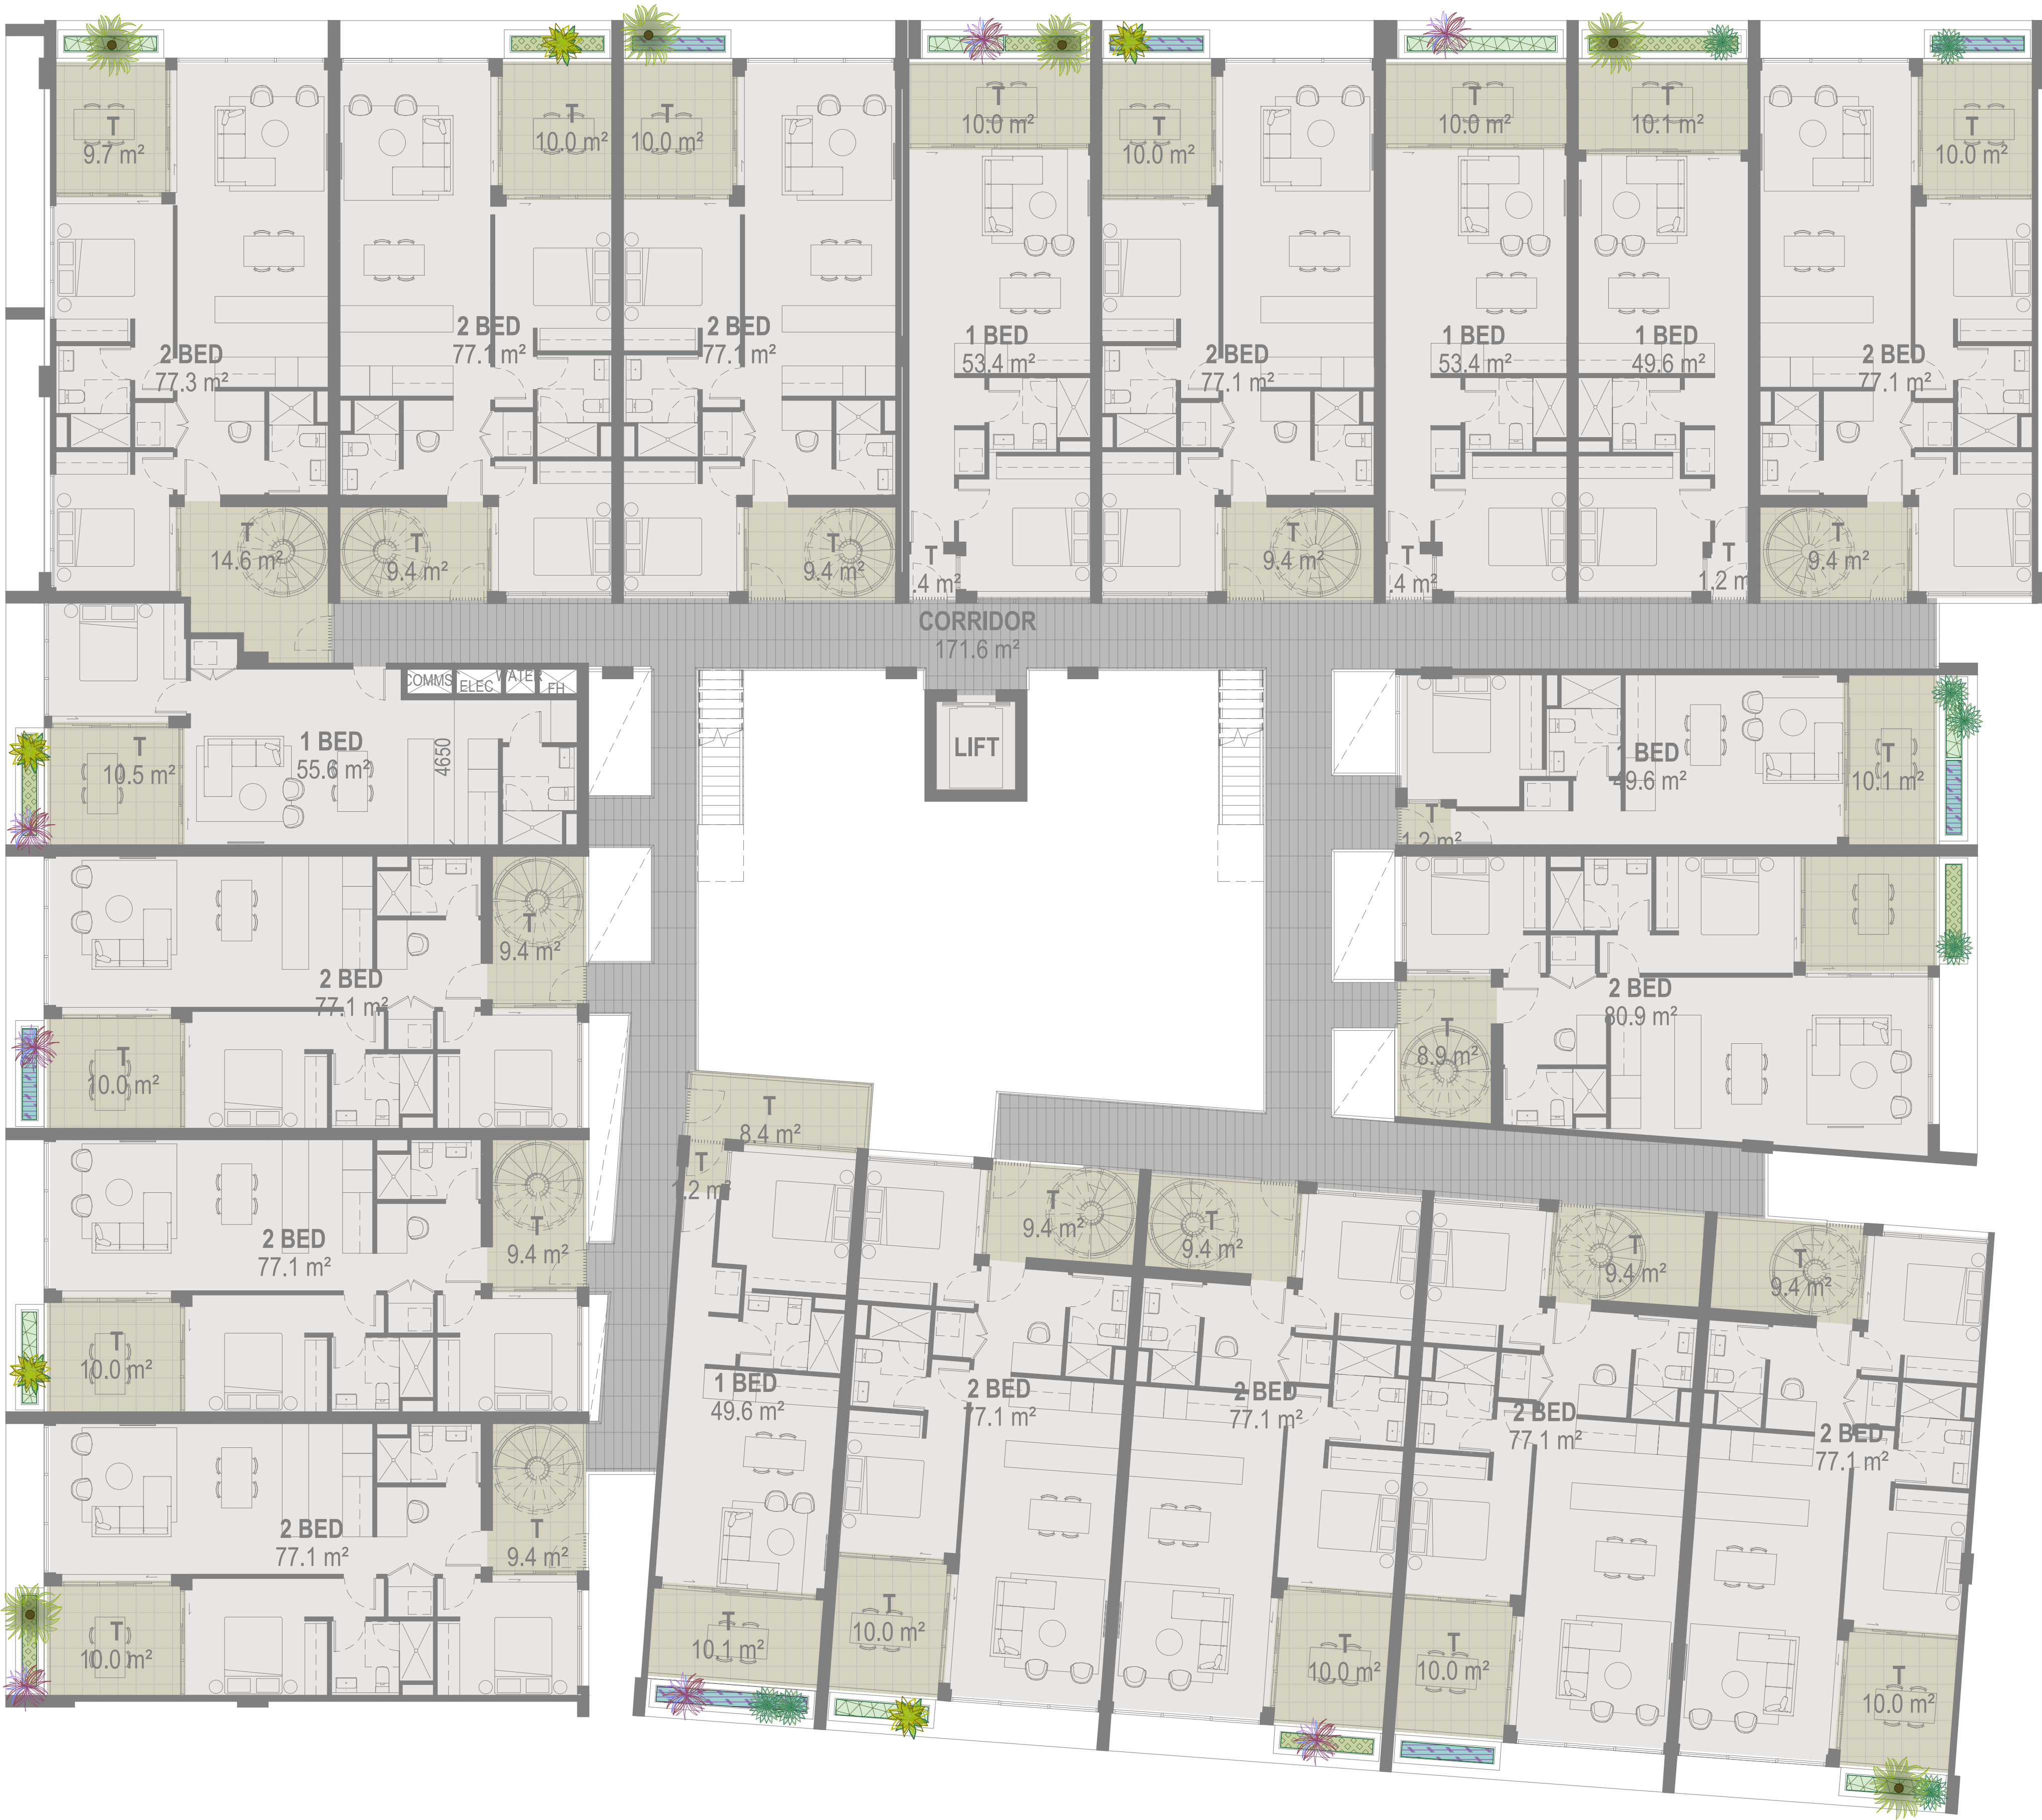 T
9.7 m²
T
10.0 m²
T
10.0 m²
T
10.0 m²
T
10.0 m²
T
10.0 m²
T
10.1 m²
T
10.0 m²
2 BED
77.3 m²
2 BED
77.1 m²
2 BED
77.1 m²
1 BED
53.4 m²
2 BED
77.1 m²
1 BED
53.4 m²
1 BED
49.6 m²
2 BED
77.1 m²
T
14.6 m²
T
9.4 m²
T
9.4 m²
T
.4 m²
T
9.4 m²
T
.4 m²
T
1.2 m
T
9.4 m²
CORRIDOR
171.6 m²
COMMS
ELEC
WATER
FH
LIFT
T
10.5 m²
1 BED
55.6 m²
4650
1 BED
49.6 m²
T
10.1 m²
T
1.2 m²
T
9.4 m²
2 BED
77.1 m²
T
10.0 m²
2 BED
80.9 m²
T
8.9 m²
T
8.4 m²
T
1.2 m²
T
9.4 m²
T
9.4 m²
T
9.4 m²
T
9.4 m²
2 BED
77.1 m²
T
9.4 m²
T
10.0 m²
1 BED
49.6 m²
2 BED
77.1 m²
2 BED
77.1 m²
2 BED
77.1 m²
2 BED
77.1 m²
2 BED
77.1 m²
T
9.4 m²
T
10.0 m²
T
10.1 m²
T
10.0 m²
T
10.0 m²
T
10.0 m²
T
10.0 m²